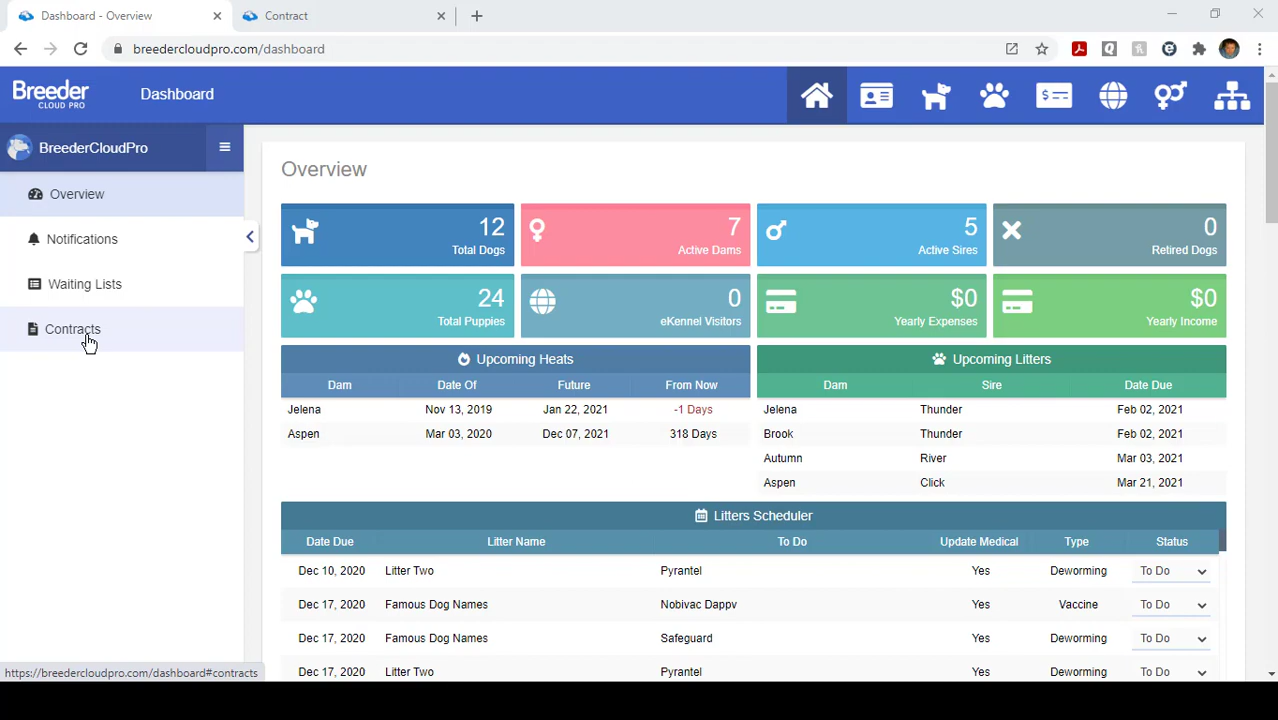 Dashboard - Overview
Contract
breedercloudpro.com/dashboard
Breeder
CLOUD PRO
Dashboard
BreederCloudPro
Overview
Notifications
Waiting Lists
Contracts
Overview
12
Total Dogs
7
Active Dams
5
Active Sires
0
Retired Dogs
24
Total Puppies
0
eKennel Visitors
$0
Yearly Expenses
$0
Yearly Income
Upcoming Heats
Dam Date Of Future From Now
Jelena Nov 13, 2019 Jan 22, 2021 -1 Days
Aspen Mar 03, 2020 Dec 07, 2021 318 Days
Upcoming Litters
Dam Sire Date Due
Jelena Thunder Feb 02, 2021
Brook Thunder Feb 02, 2021
Autumn River Mar 03, 2021
Aspen Click Mar 21, 2021
Litters Scheduler
Date Due Litter Name To Do Update Medical Type Status
Dec 10, 2020 Litter Two Pyrantel Yes Deworming To Do
Dec 17, 2020 Famous Dog Names Nobivac Dappv Yes Vaccine To Do
Dec 17, 2020 Famous Dog Names Safeguard Yes Deworming To Do
Dec 17, 2020 Litter Two Pyrantel Yes Deworming To Do
https://breedercloudpro.com/dashboard#contracts